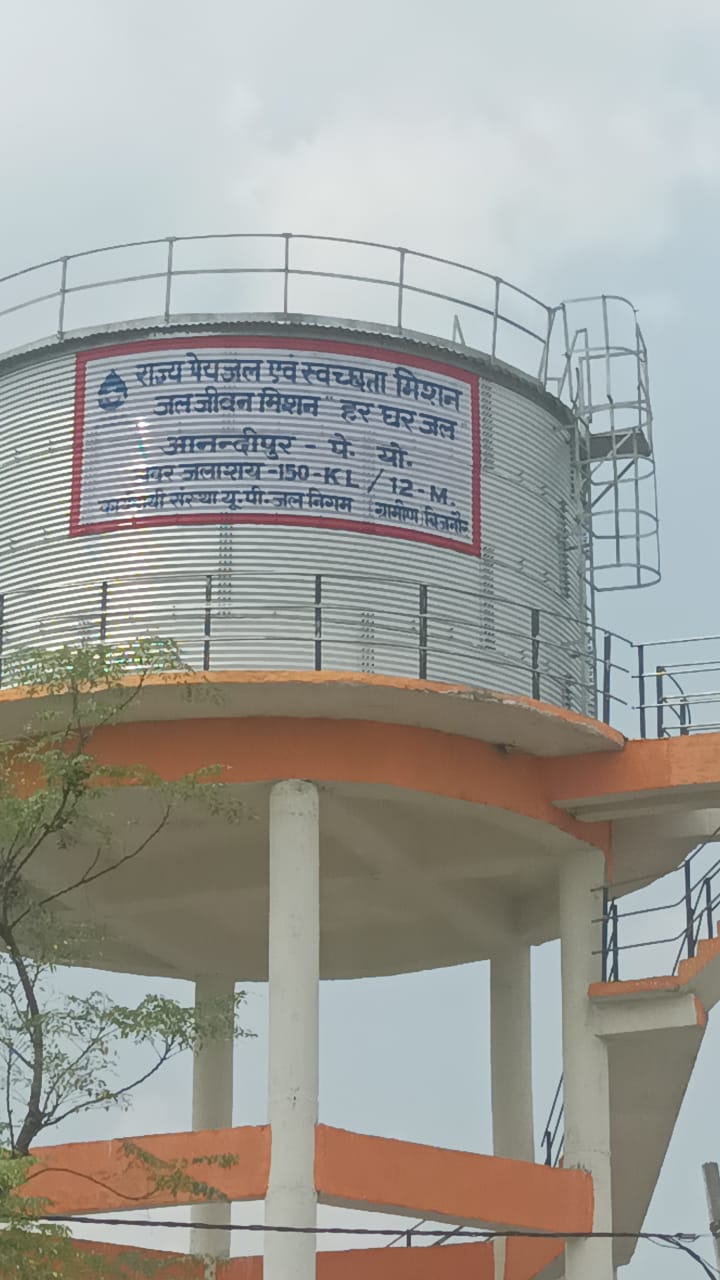 राज्य पेयजल एवं स्वच्छता मिशन
जल जीवन मिशन "हर घर जल"
आनन्दीपुर - पे. यो.
जलाशय -150-KL / 12-M.
संस्था यू.पी. जल निगम (ग्रामीण) बिजनौर